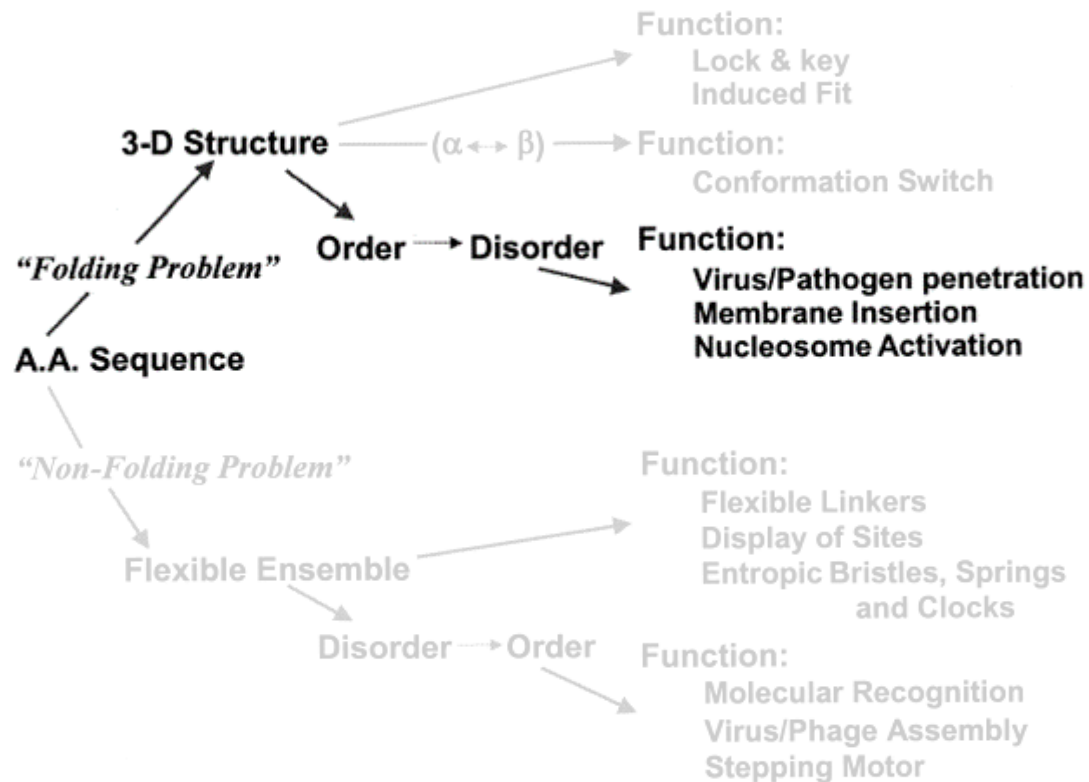 Function:
Lock & key
Induced Fit
3-D Structure
(α ↔ β)
Function:
Conformation Switch
Order
Disorder
Function:
Virus/Pathogen penetration
Membrane Insertion
Nucleosome Activation
“Folding Problem”
A.A. Sequence
“Non-Folding Problem”
Flexible Ensemble
Function:
Flexible Linkers
Display of Sites
Entropic Bristles, Springs
and Clocks
Disorder
Order
Function:
Molecular Recognition
Virus/Phage Assembly
Stepping Motor